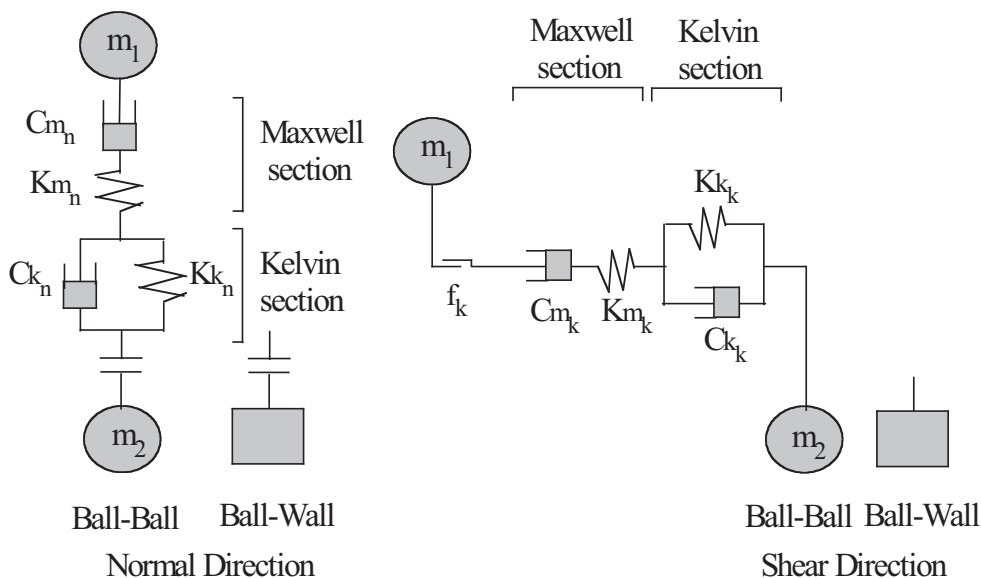 m1
Cmn
Kmn
Ckn
Kkn
m2
Maxwell
section
Kelvin
section
Ball-Ball
Ball-Wall
Normal Direction
Maxwell
section
Kelvin
section
m1
fk
Cmk
Kmk
Kkk
Ckk
m2
Ball-Ball
Ball-Wall
Shear Direction